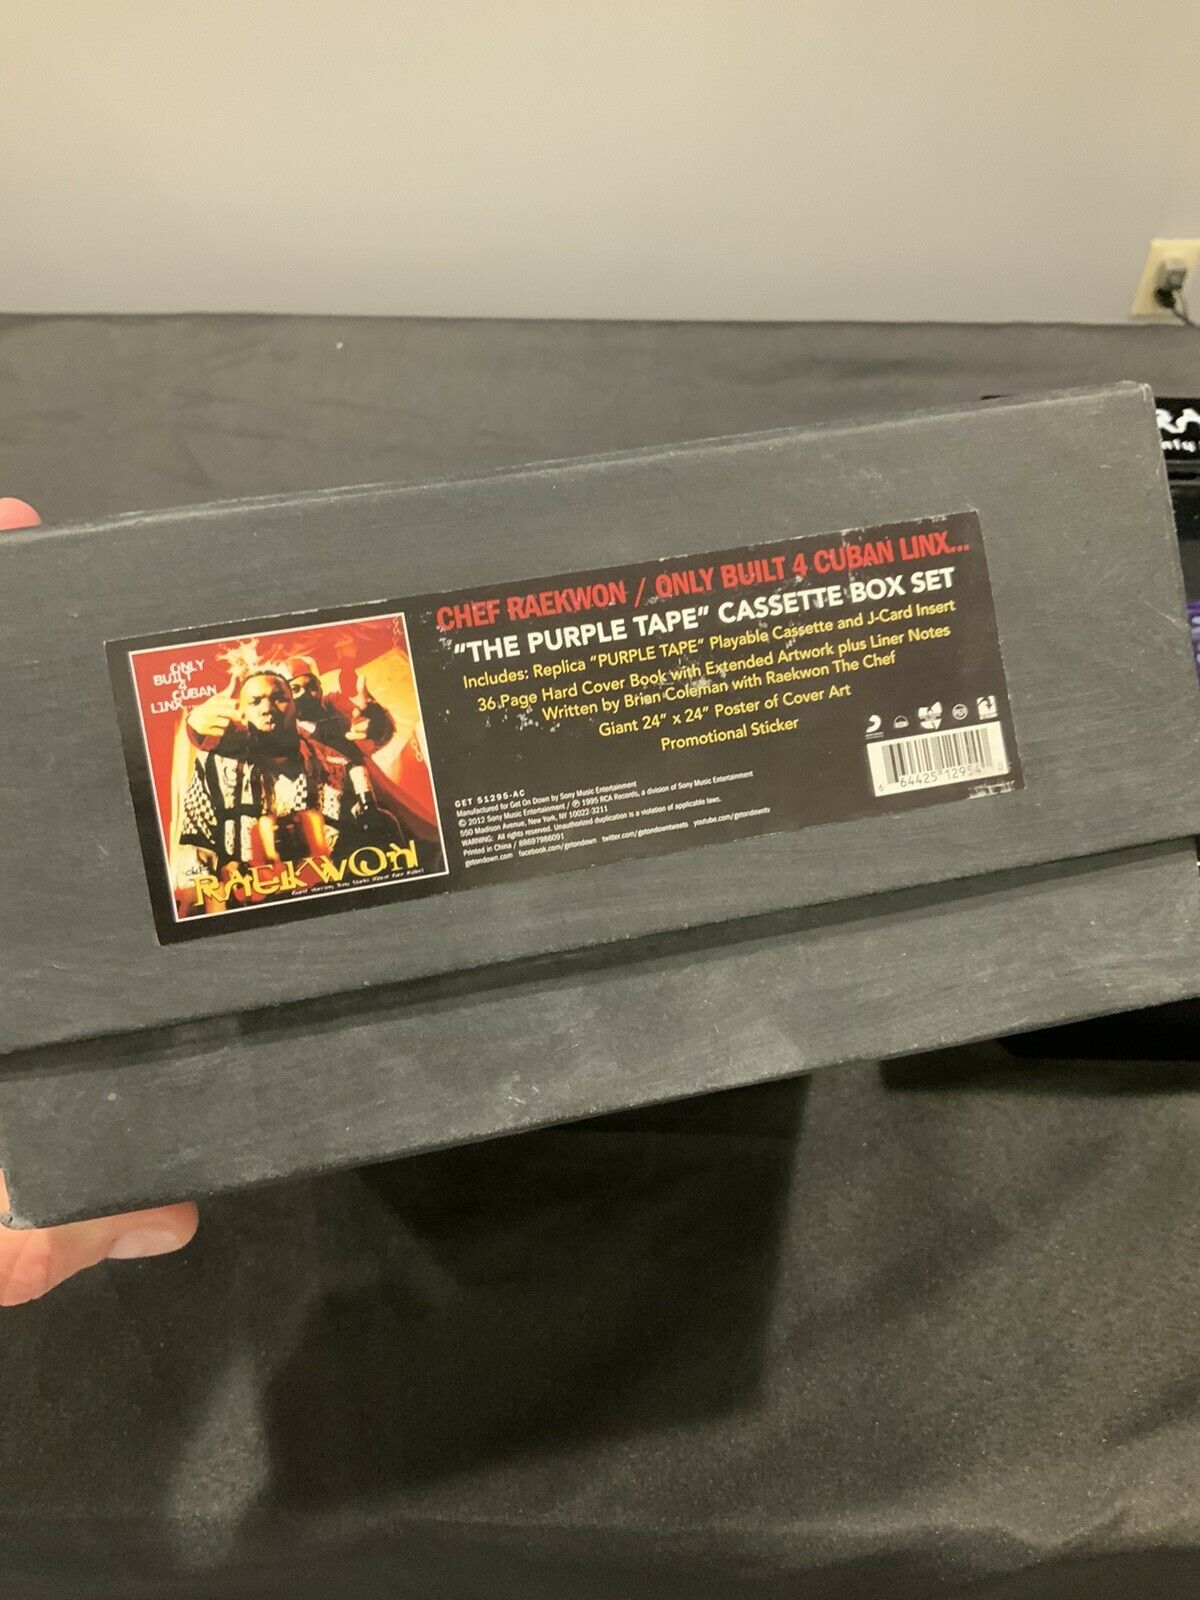 RA
CHEF RAEKWON / ONLY BUILT 4 CUBAN LINX...
"THE PURPLE TAPE" CASSETTE BOX SET
Includes: Replica "PURPLE TAPE" Playable Cassette and J-Card Insert
36 Page Hard Cover Book with Extended Artwork plus Liner Notes
Written by Brian Coleman with Raekwon The Chef
Giant 24" x 24" Poster of Cover Art
Promotional Sticker
ONLY
BUILT
4
CUBAN
LINX...
chef
RAEKWON
GET 51295-AC
Manufactured for Get On Down by Sony Music Entertainment
© 2012 Sony Music Entertainment / ℗ 1995 RCA Records, a division of Sony Music Entertainment
550 Madison Avenue, New York, NY 10022-3211
WARNING: All rights reserved. Unauthorized duplication is a violation of applicable laws.
Printed in China / 88697986091
getondown.com facebook.com/getondown twitter.com/getondowntweets youtube.com/getondowntv
6 64425 12954 0